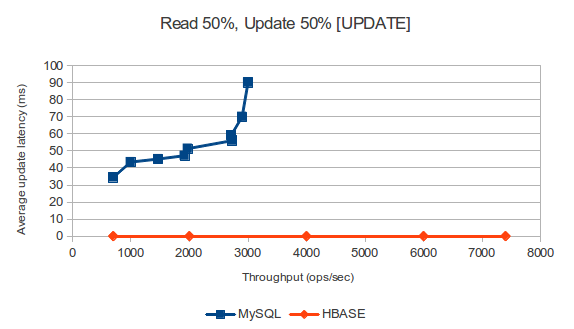 Read 50%, Update 50% [UPDATE]
100
90
80
70
60
50
40
30
20
10
0
Average update latency (ms)
0 1000 2000 3000 4000 5000 6000 7000 8000
Throughput (ops/sec)
MySQL HBASE